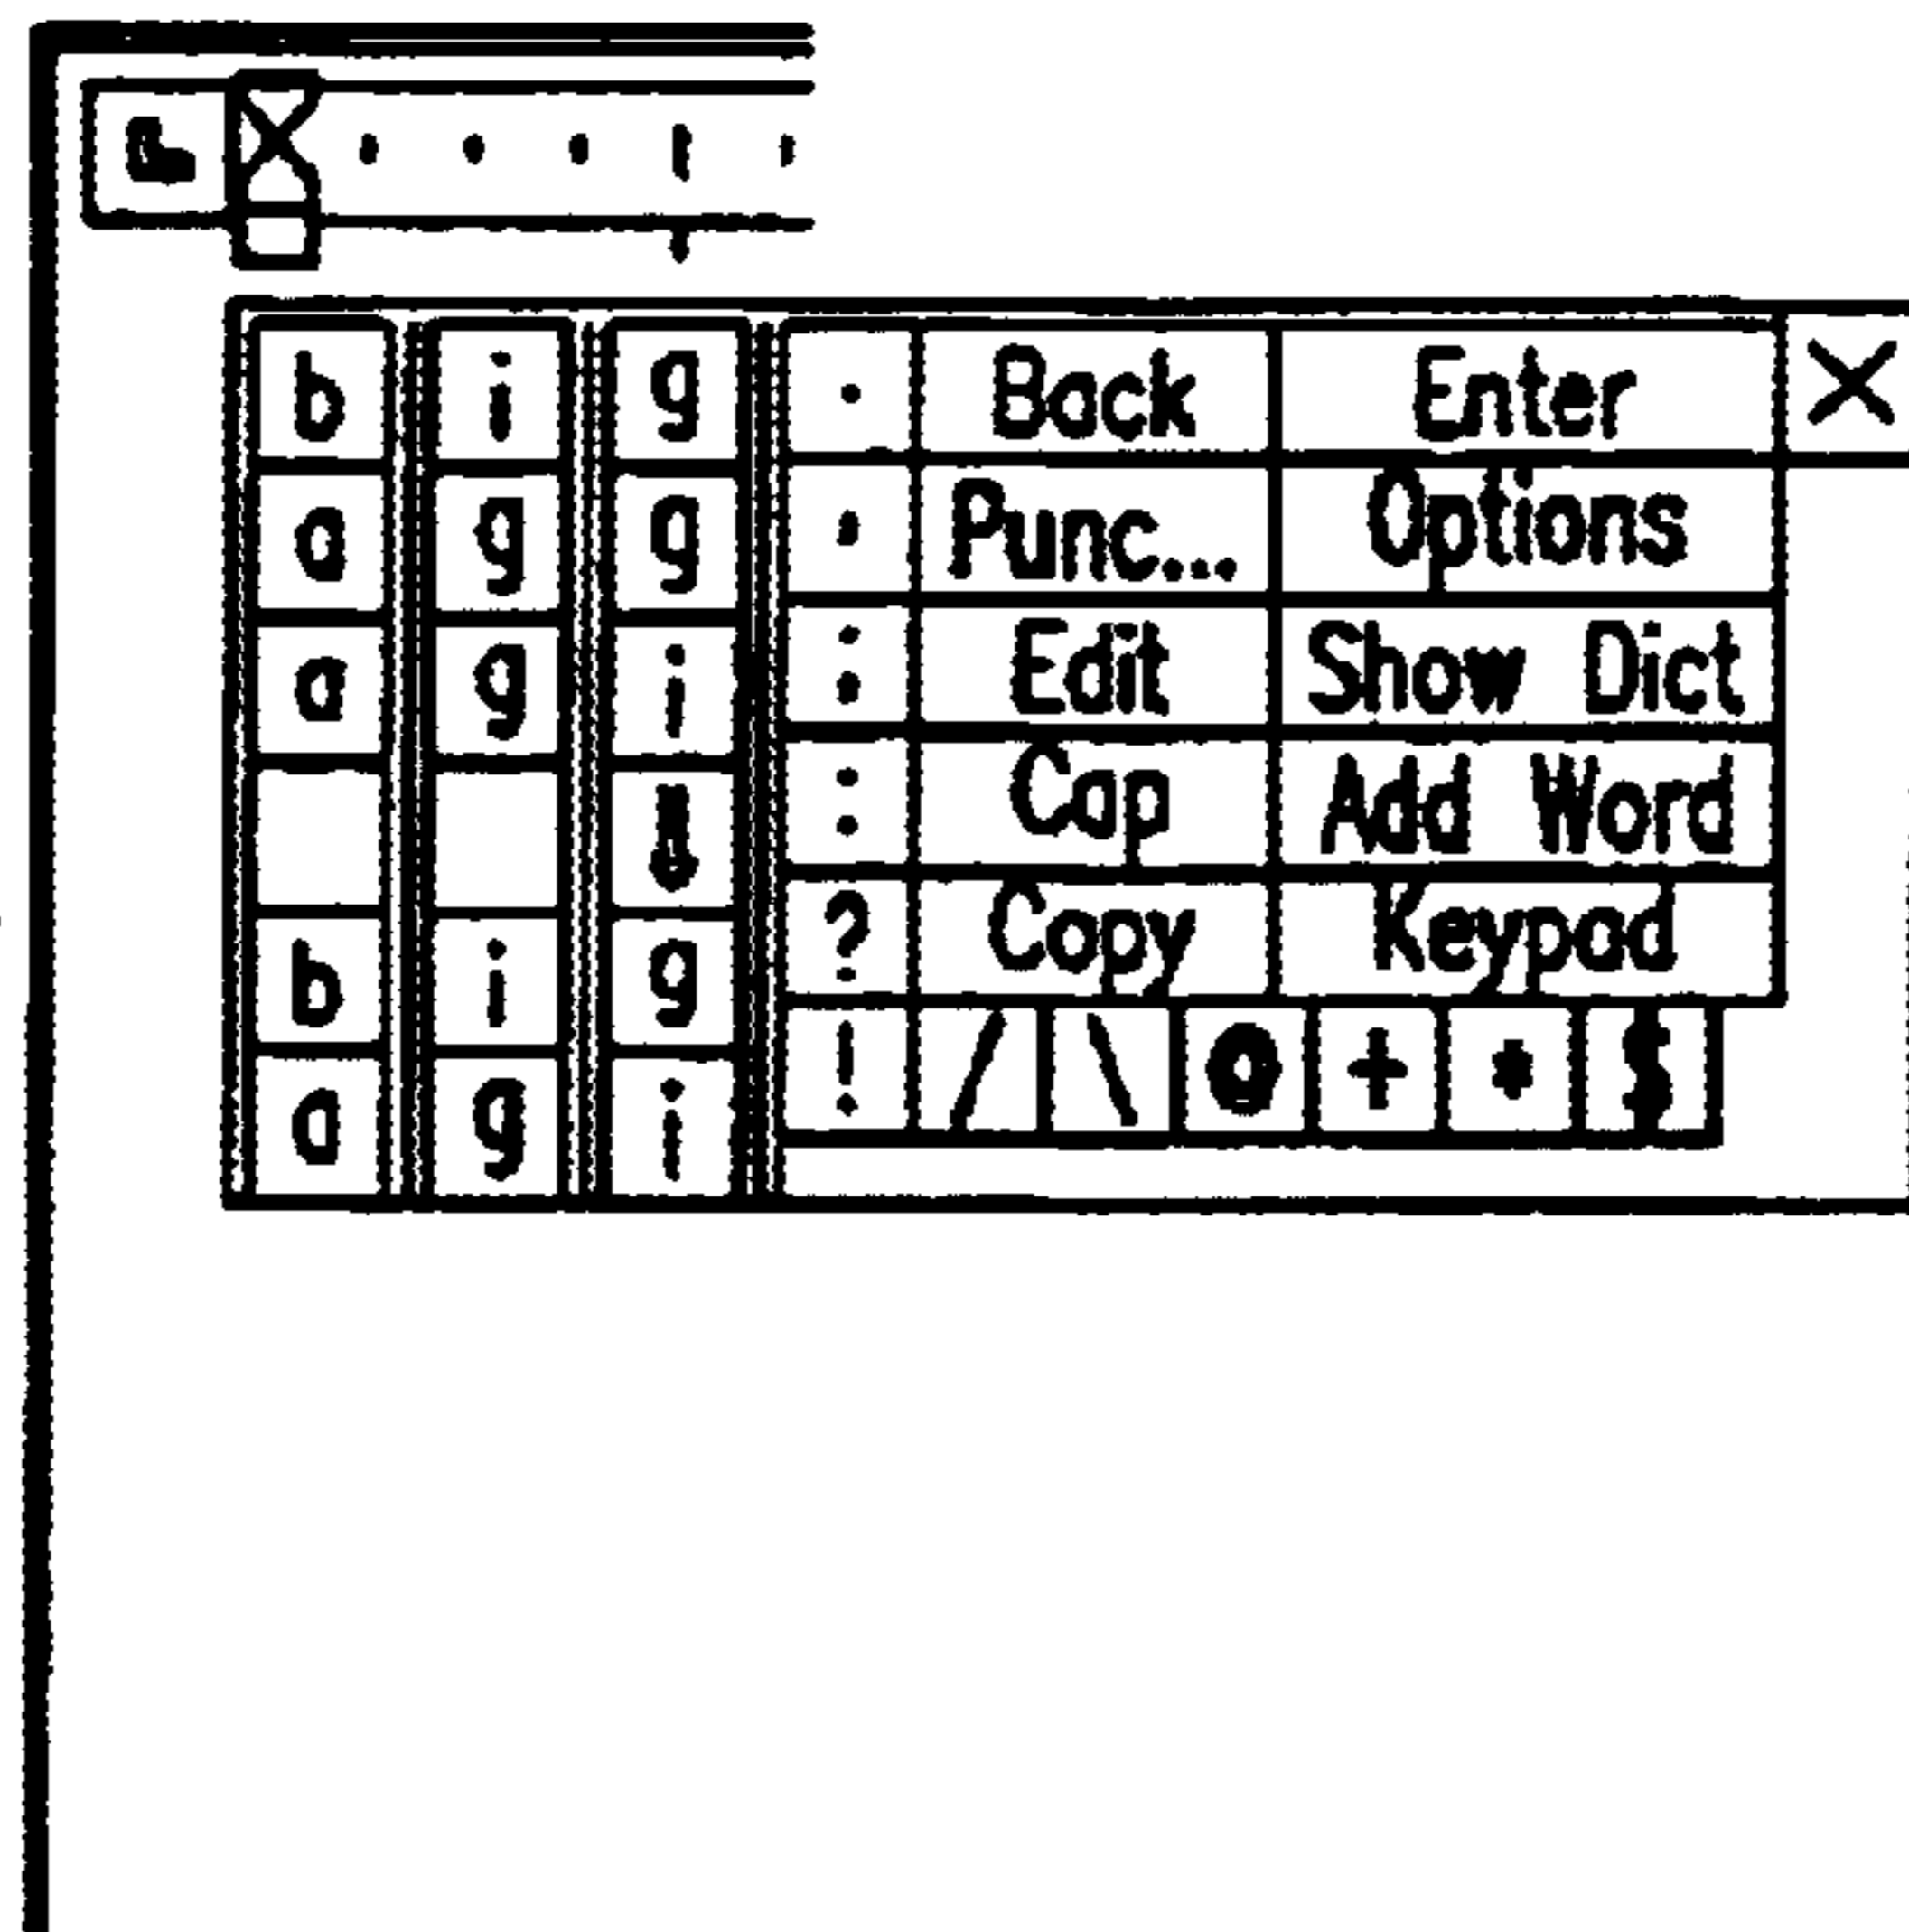 b i g . Back Enter X
a g g Punc... Options
a g i : Edit Show Dict
: Cap Add Word
b i g ? Copy Keypad
a g i ! / \ @ + * $